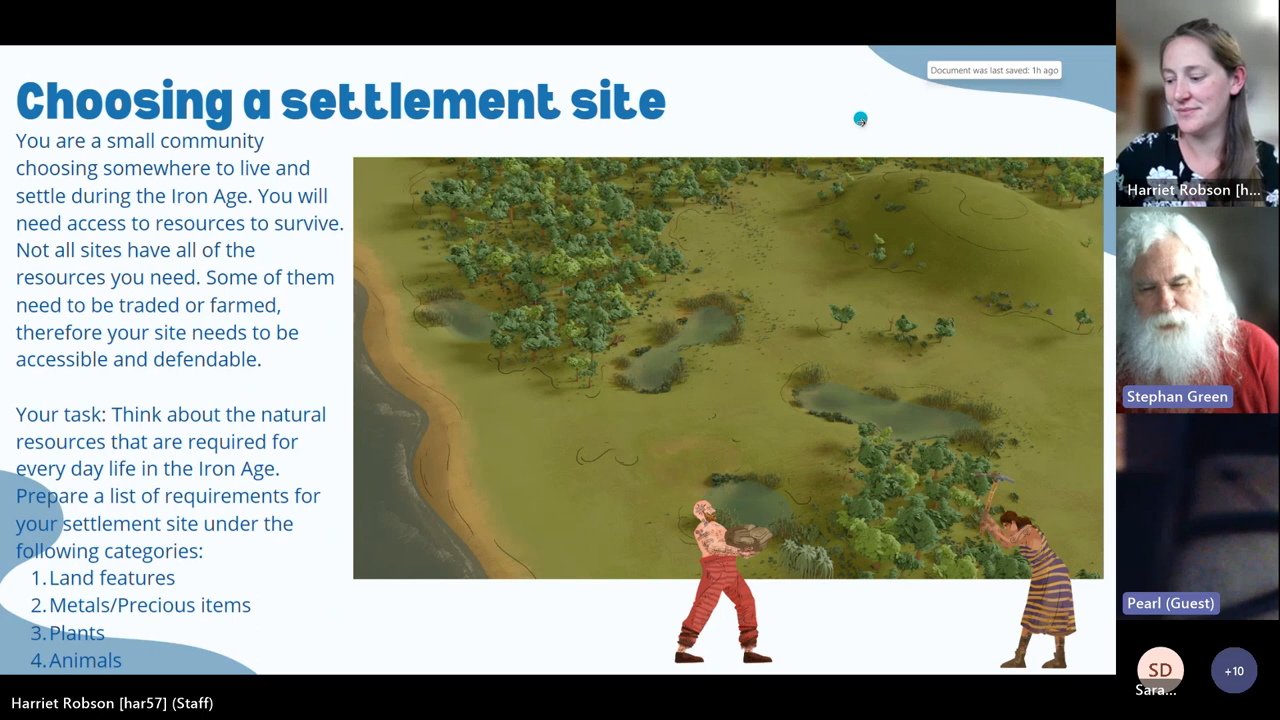 Document was last saved: 1h ago
Choosing a settlement site
You are a small community
choosing somewhere to live and
settle during the Iron Age. You will
need access to resources to survive.
Not all sites have all of the
resources you need. Some of them
need to be traded or farmed,
therefore your site needs to be
accessible and defendable.
Your task: Think about the natural
resources that are required for
every day life in the Iron Age.
Prepare a list of requirements for
your settlement site under the
following categories:
1. Land features
2. Metals/Precious items
3. Plants
4. Animals
Harriet Robson [h...
Stephan Green
Pearl (Guest)
SD
Sara...
+10
Harriet Robson [har57] (Staff)